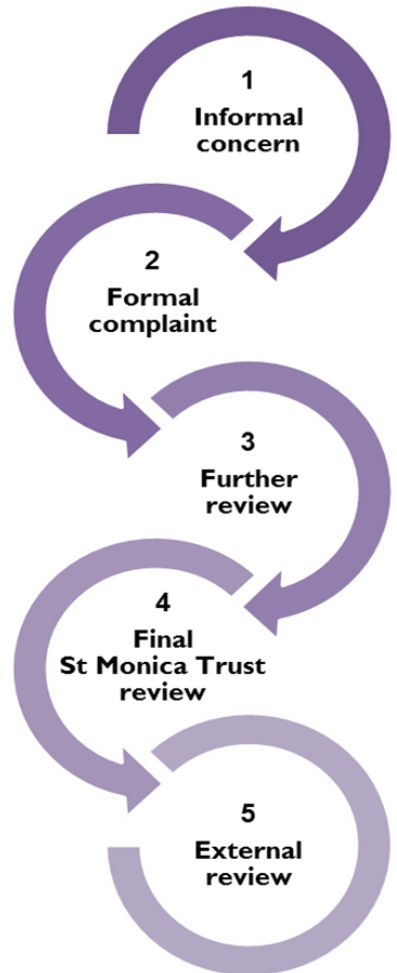 1
Informal
concern
2
Formal
complaint
3
Further
review
4
Final
St Monica Trust
review
5
External
review